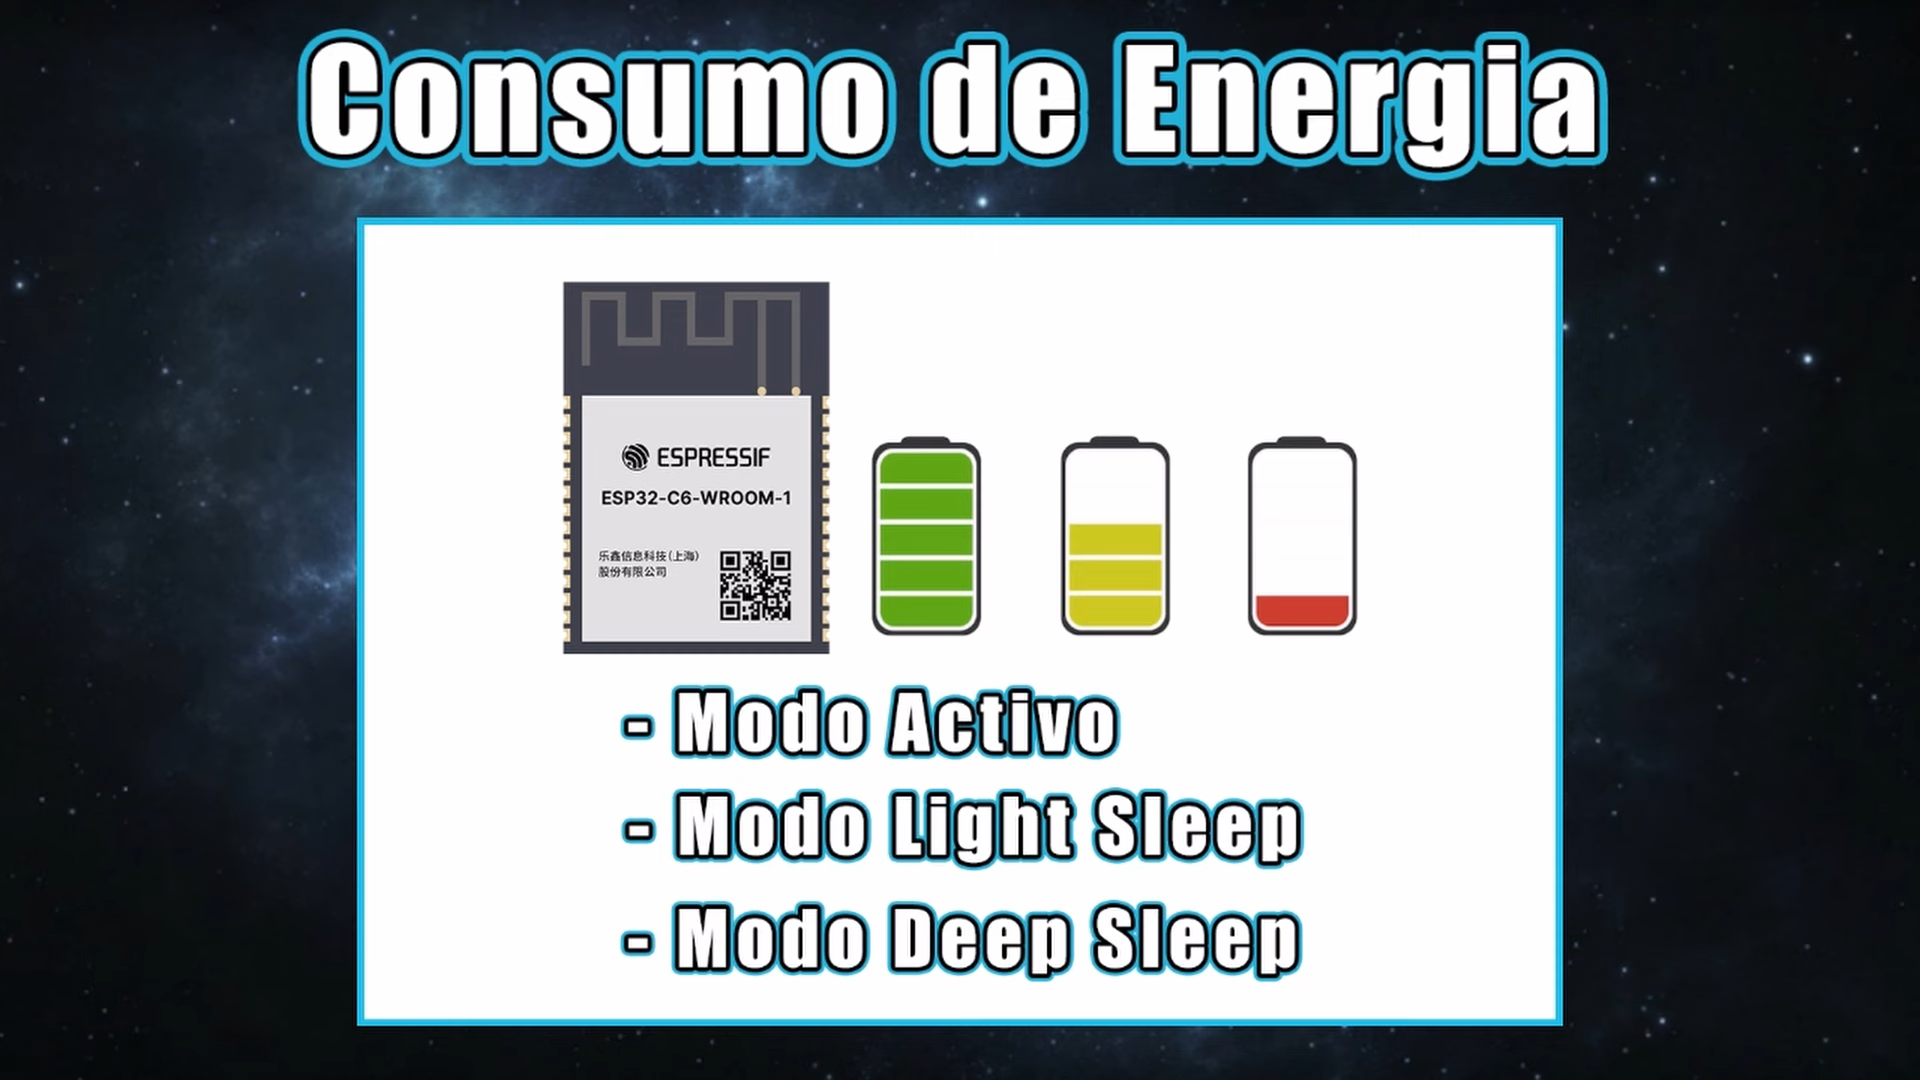 Consumo de Energia
ESPRESSIF
ESP32-C6-WROOM-1
乐鑫信息科技(上海)
股份有限公司
- Modo Activo
- Modo Light Sleep
- Modo Deep Sleep